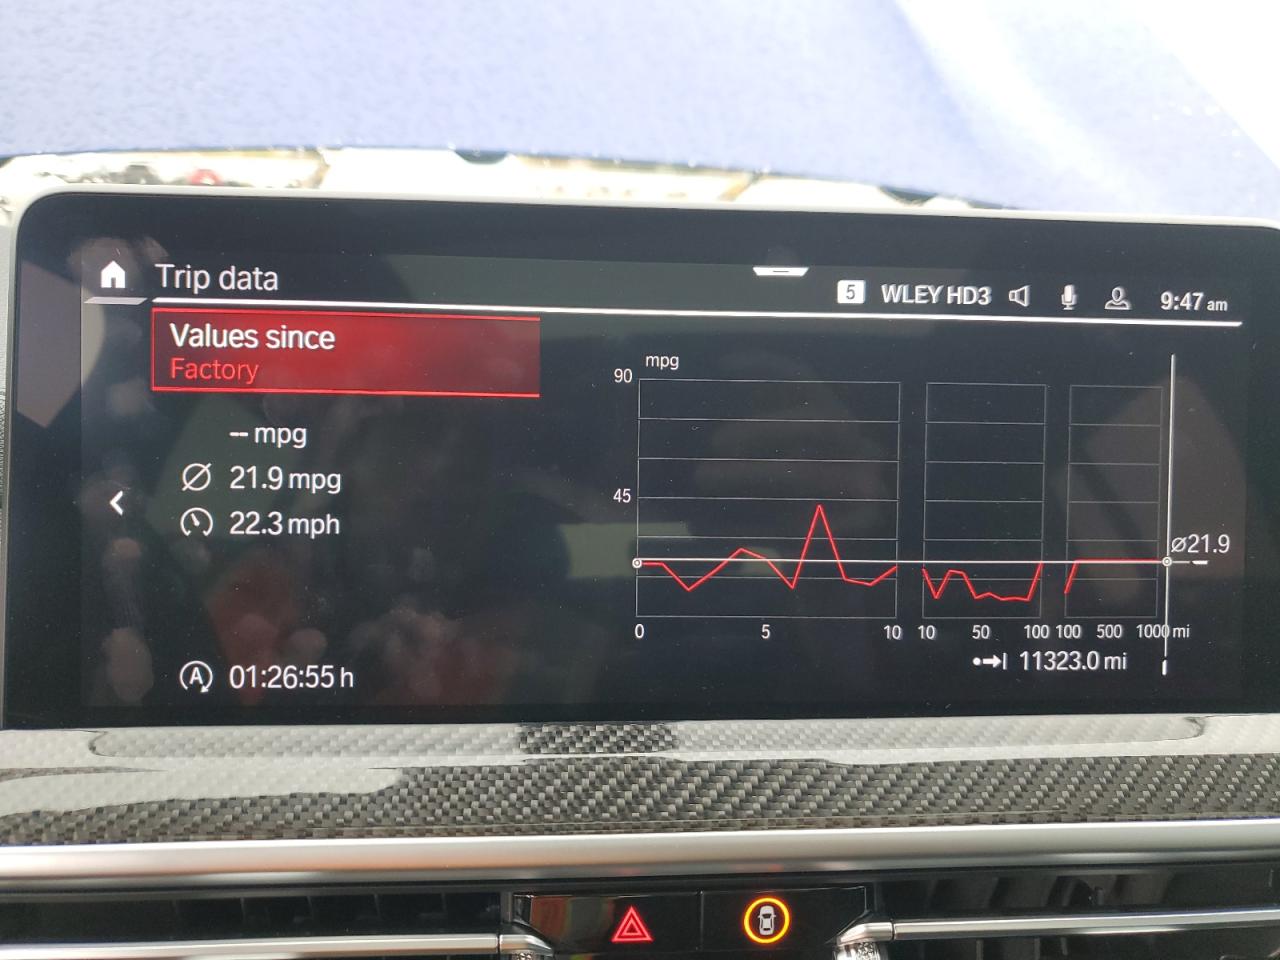 Trip data
5 WLEY HD3 9:47 am
Values since
Factory
-- mpg
Ø 21.9 mpg
22.3 mph
A 01:26:55 h
mpg
90
45
Ø21.9
0 5 10 10 50 100 100 500 1000 mi
11323.0 mi